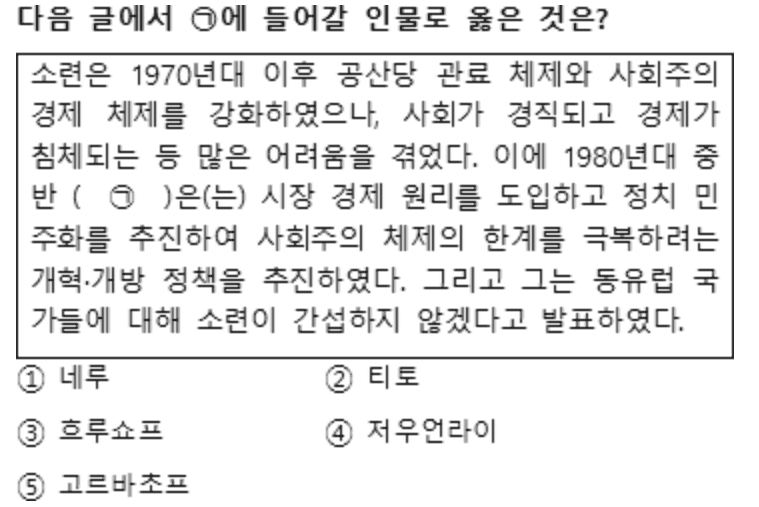 다음 글에서 ㉠에 들어갈 인물로 옳은 것은?
소련은 1970년대 이후 공산당 관료 체제와 사회주의
경제 체제를 강화하였으나, 사회가 경직되고 경제가
침체되는 등 많은 어려움을 겪었다. 이에 1980년대 중
반 ( ㉠ )은(는) 시장 경제 원리를 도입하고 정치 민
주화를 추진하여 사회주의 체제의 한계를 극복하려는
개혁·개방 정책을 추진하였다. 그리고 그는 동유럽 국
가들에 대해 소련이 간섭하지 않겠다고 발표하였다.
① 네루 ② 티토
③ 흐루쇼프 ④ 저우언라이
⑤ 고르바초프